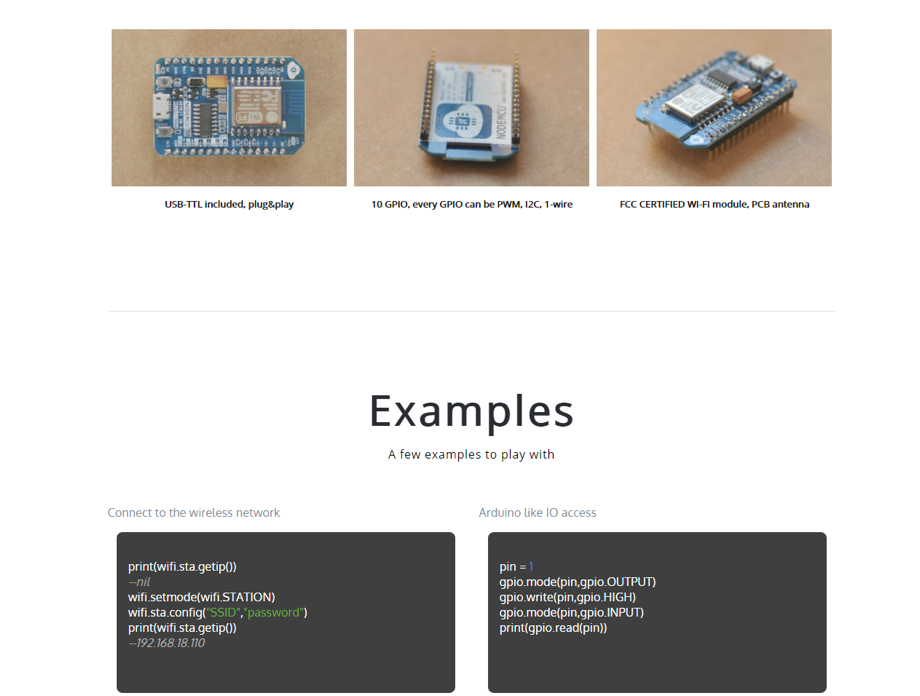 NODEMCU
USB-TTL included, plug&play
10 GPIO, every GPIO can be PWM, I2C, 1-wire
FCC CERTIFIED WI-FI module, PCB antenna
Examples
A few examples to play with
Connect to the wireless network
print(wifi.sta.getip())
--nil
wifi.setmode(wifi.STATION)
wifi.sta.config("SSID","password")
print(wifi.sta.getip())
--192.168.18.110
Arduino like IO access
pin = 1
gpio.mode(pin,gpio.OUTPUT)
gpio.write(pin,gpio.HIGH)
gpio.mode(pin,gpio.INPUT)
print(gpio.read(pin))